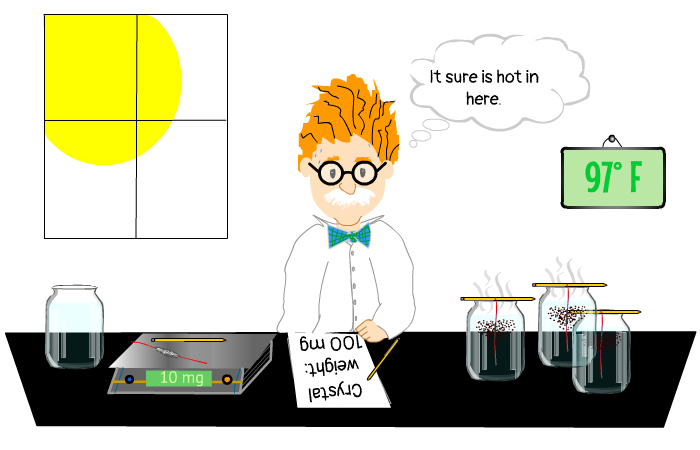 It sure is hot in
here.
97° F
10 mg
Crystal
weight:
100 mg